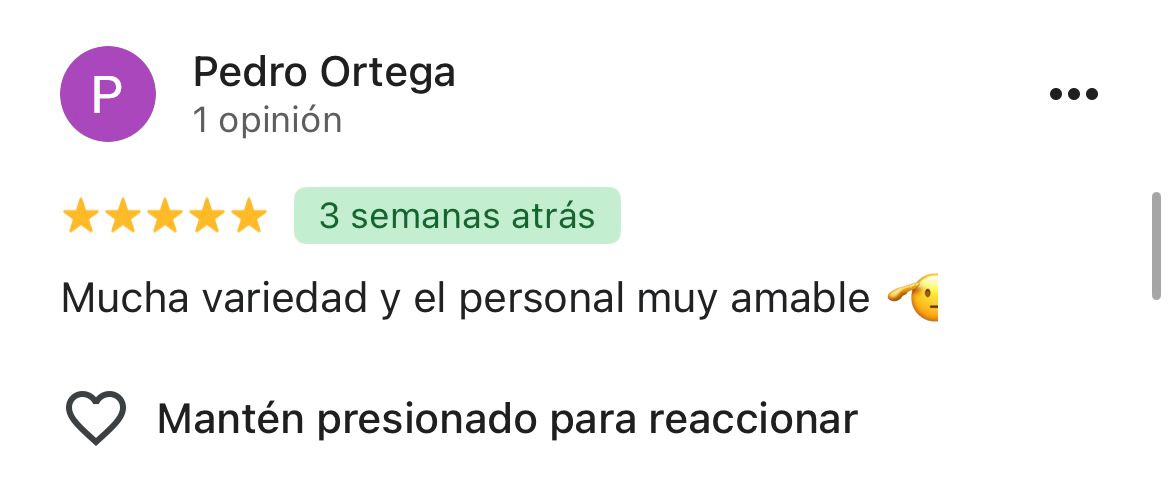 P
Pedro Ortega
1 opinión
3 semanas atrás
Mucha variedad y el personal muy amable 🫡
Mantén presionado para reaccionar